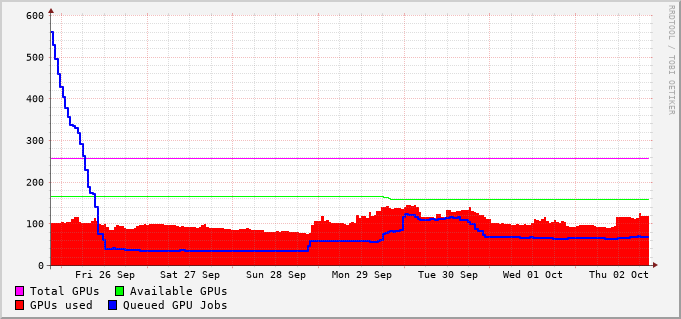 600
500
400
300
200
100
0
Fri 26 Sep Sat 27 Sep Sun 28 Sep Mon 29 Sep Tue 30 Sep Wed 01 Oct Thu 02 Oct
Total GPUs Available GPUs
GPUs used Queued GPU Jobs
RRDTOOL / TOBI OETIKER